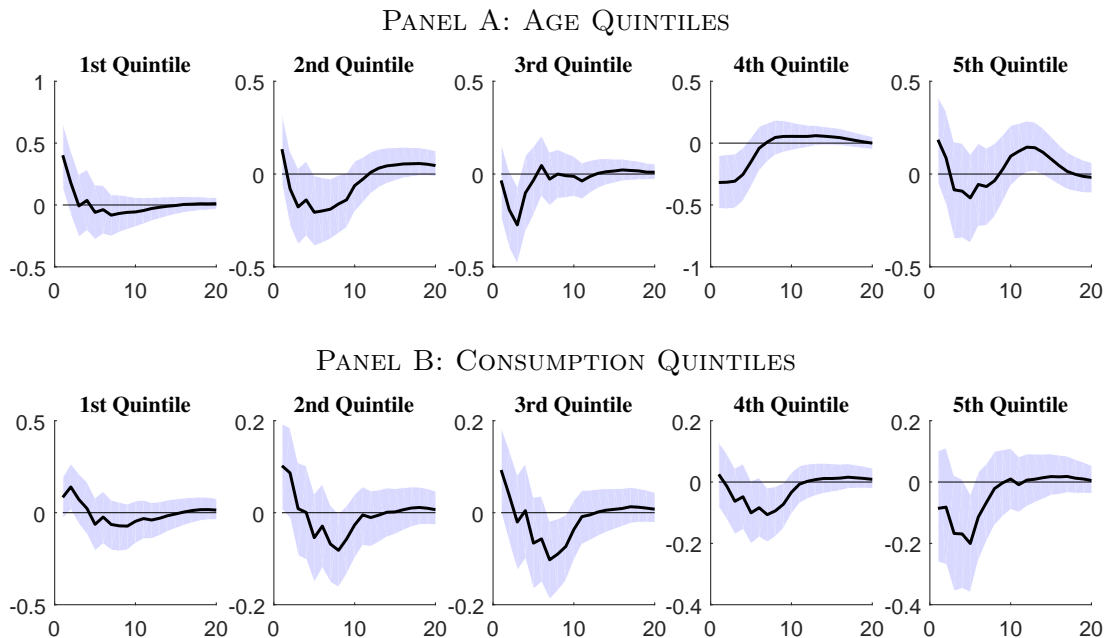 PANEL A: AGE QUINTILES
1st Quintile 2nd Quintile 3rd Quintile 4th Quintile 5th Quintile
1 0.5 0.5 0.5 0.5
0.5 0
0 0 0 -0.5 0
-0.5 -0.5 -0.5 -1 -0.5
0 10 20 0 10 20 0 10 20 0 10 20 0 10 20
PANEL B: CONSUMPTION QUINTILES
1st Quintile 2nd Quintile 3rd Quintile 4th Quintile 5th Quintile
0.5 0.2 0.2 0.2 0.2
0 0
0 0 0 -0.2 -0.2
-0.5 -0.2 -0.2 -0.4 -0.4
0 10 20 0 10 20 0 10 20 0 10 20 0 10 20